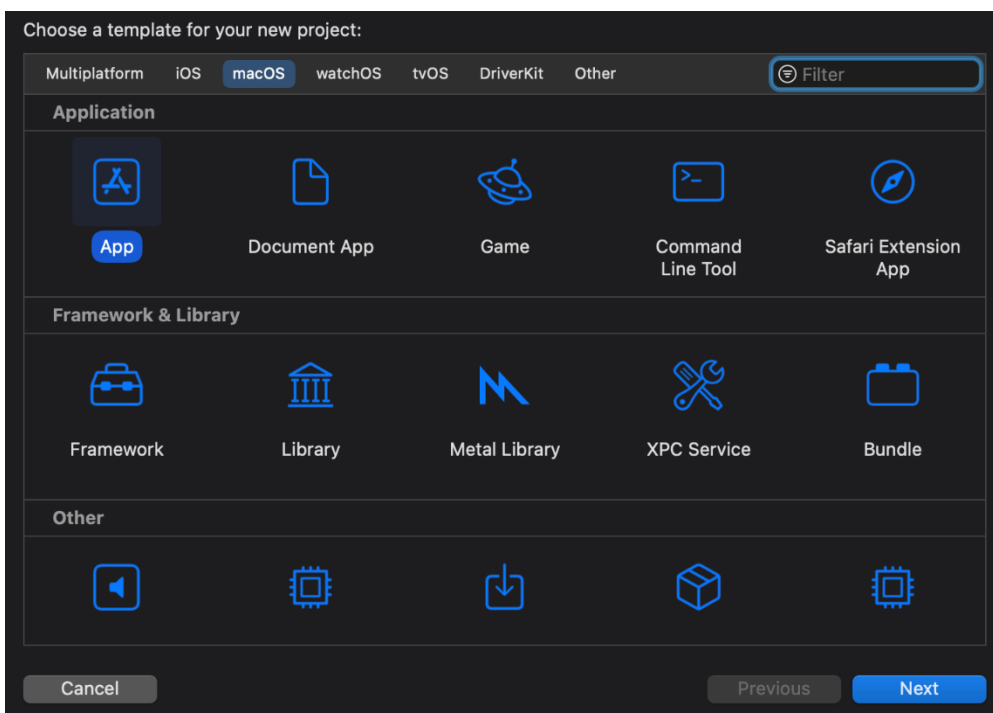 Choose a template for your new project:
Multiplatform iOS macOS watchOS tvOS DriverKit Other Filter
Application
App Document App Game Command Line Tool Safari Extension App
Framework & Library
Framework Library Metal Library XPC Service Bundle
Other
Cancel Previous Next